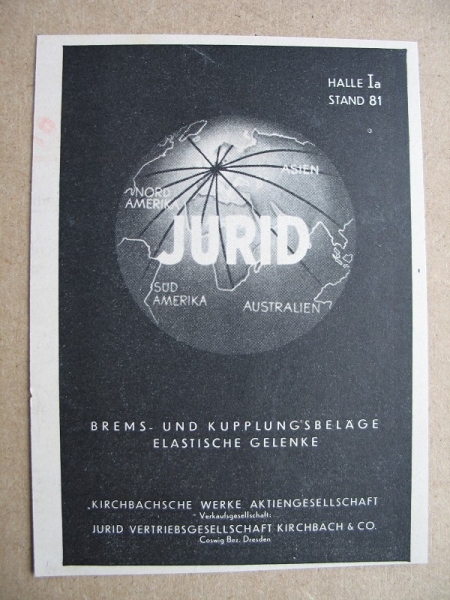 HALLE Ia
STAND 81
ASIEN
NORD
AMERIKA
JURID
SÜD
AMERIKA
AUSTRALIEN
BREMS- UND KUPPLUNGSBELÄGE
ELASTISCHE GELENKE
KIRCHBACHSCHE WERKE AKTIENGESELLSCHAFT
Verkaufsgesellschaft:
JURID VERTRIEBSGESELLSCHAFT KIRCHBACH & CO.
Coswig Bez. Dresden